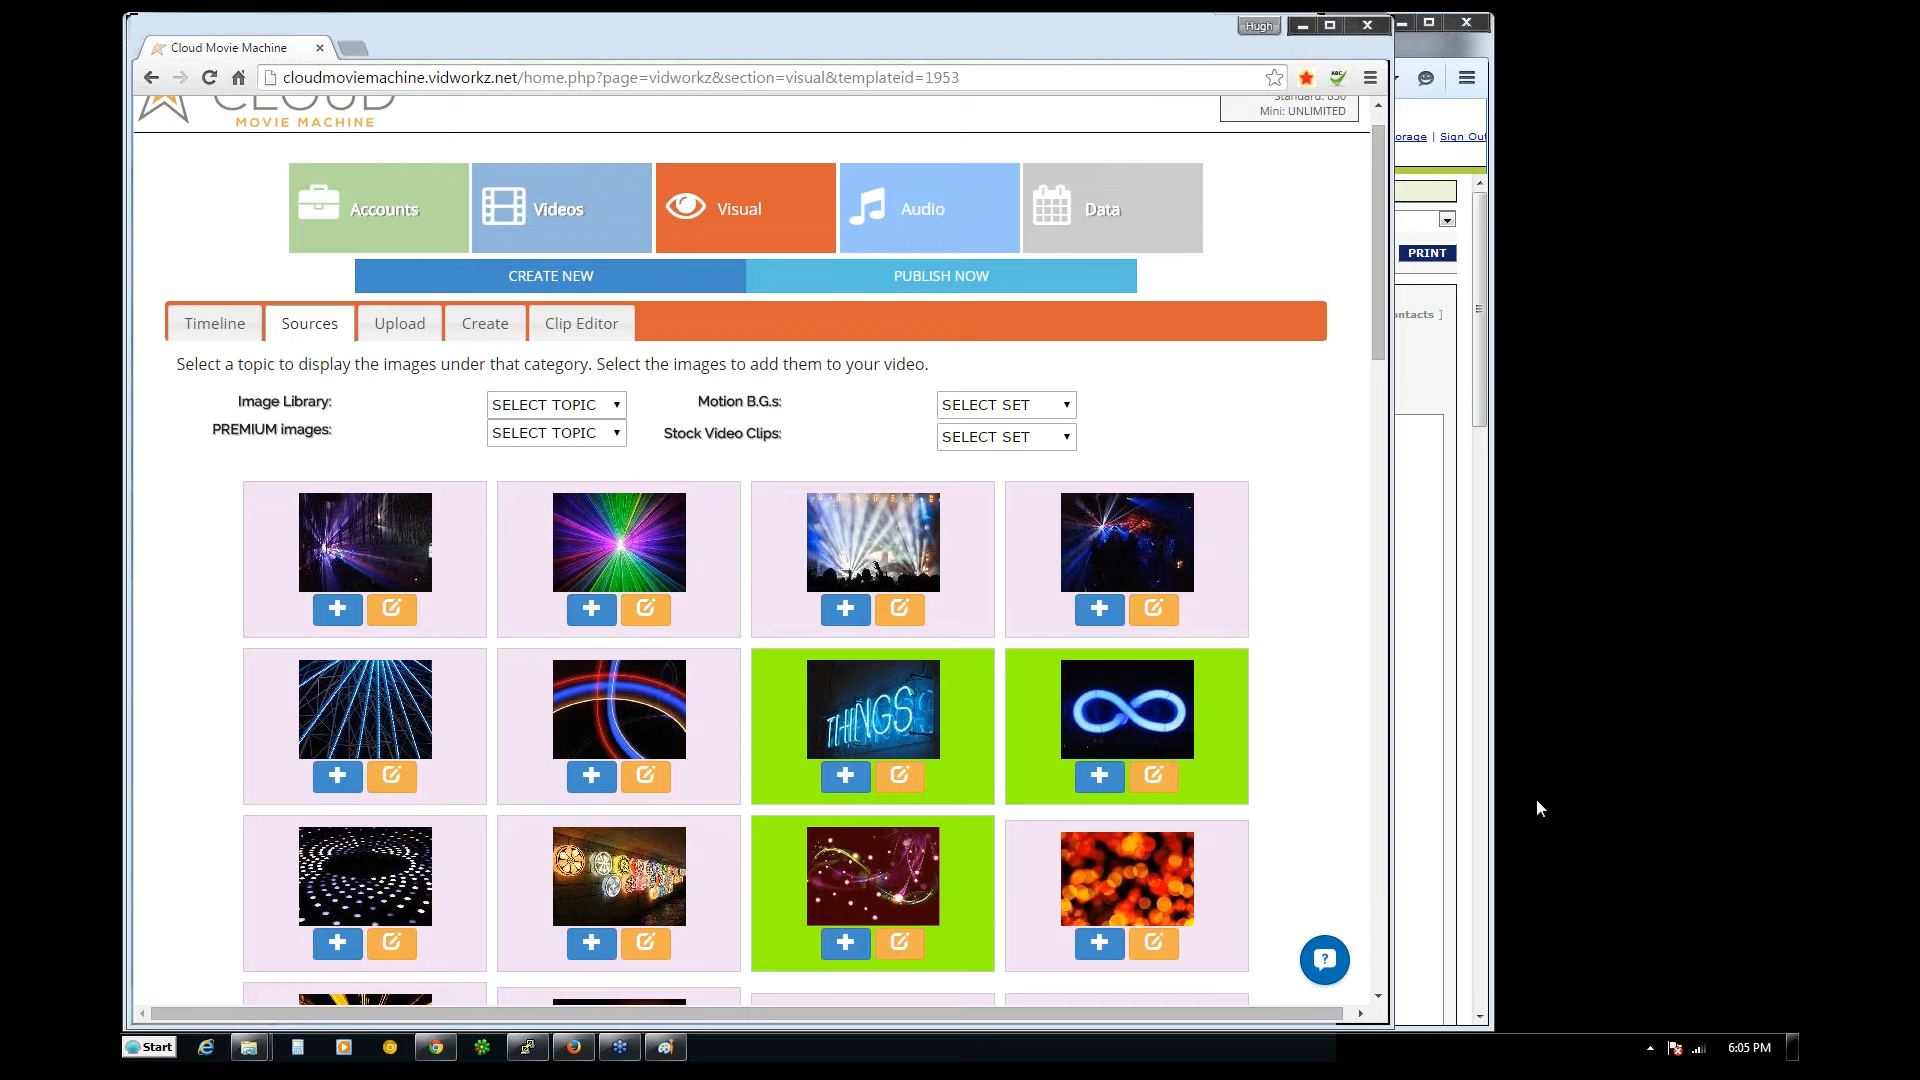 Hugh
Cloud Movie Machine
cloudmoviemachine.vidworkz.net/home.php?page=vidworkz&section=visual&templateid=1953
CLOUD
MOVIE MACHINE
Standard: 850
Mini: UNLIMITED
orage | Sign Out
Accounts
Videos
Visual
Audio
Data
PRINT
CREATE NEW
PUBLISH NOW
ontacts ]
Timeline
Sources
Upload
Create
Clip Editor
Select a topic to display the images under that category. Select the images to add them to your video.
Image Library:
SELECT TOPIC
Motion B.G.s:
SELECT SET
PREMIUM images:
SELECT TOPIC
Stock Video Clips:
SELECT SET
THINGS
Start
6:05 PM